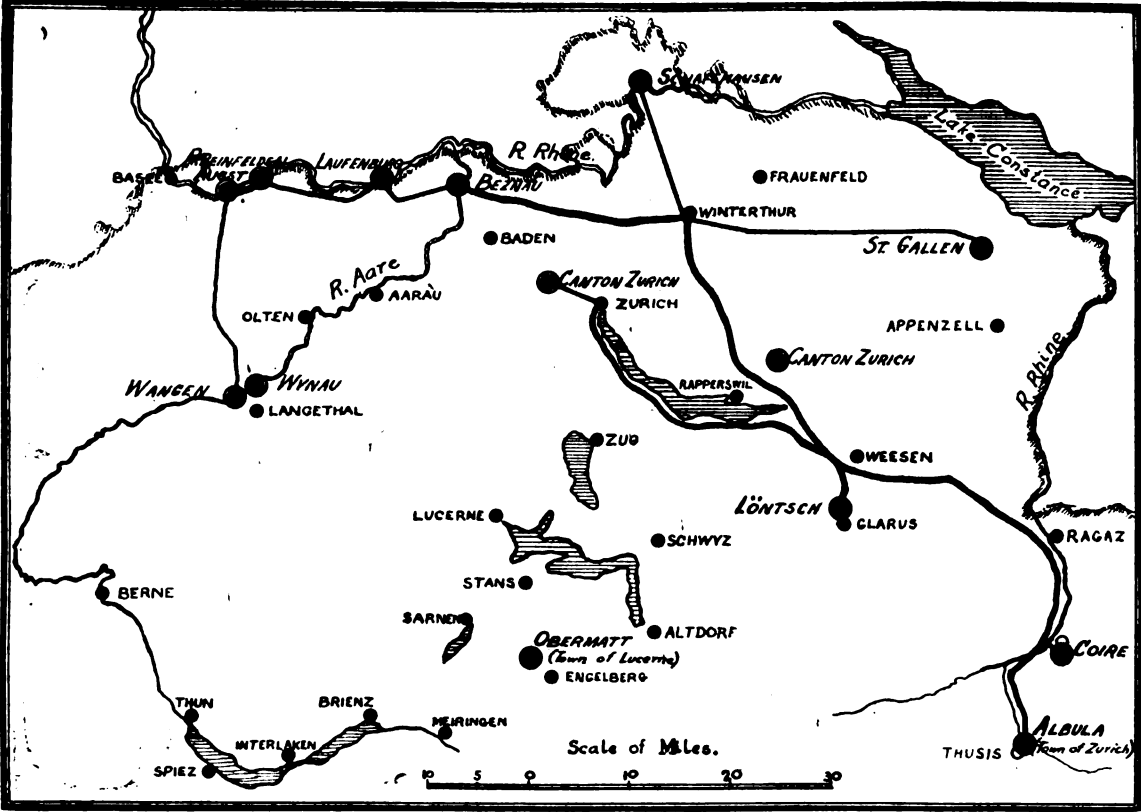 SCHAFFHAUSEN
Lake Constance
R. Rhine.
RHEINFELDEN
LAUFENBURG
BASEL
AUGST
BEZNAU
FRAUENFELD
WINTERTHUR
BADEN
ST. GALLEN
R. Aare
CANTON ZURICH
AARAU
ZURICH
OLTEN
APPENZELL
CANTON ZURICH
R. Rhine
WANGEN
WYNAU
RAPPERSWIL
LANGETHAL
ZUG
WEESEN
LÖNTSCH
LUCERNE
GLARUS
SCHWYZ
RAGAZ
STANS
BERNE
SARNEN
ALTDORF
OBERMATT
(Town of Lucerne)
COIRE
ENGELBERG
THUN
BRIENZ
MEIRINGEN
ALBULA
(Town of Zurich)
INTERLAKEN
THUSIS
Scale of Miles.
SPIEZ
10 5 0 10 20 30